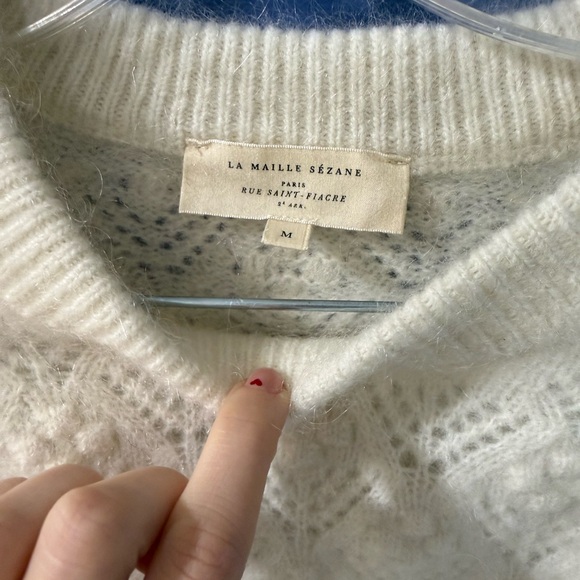 LA MAILLE SÉZANE
PARIS
RUE SAINT-FIACRE
2ᵉ ARR.
M